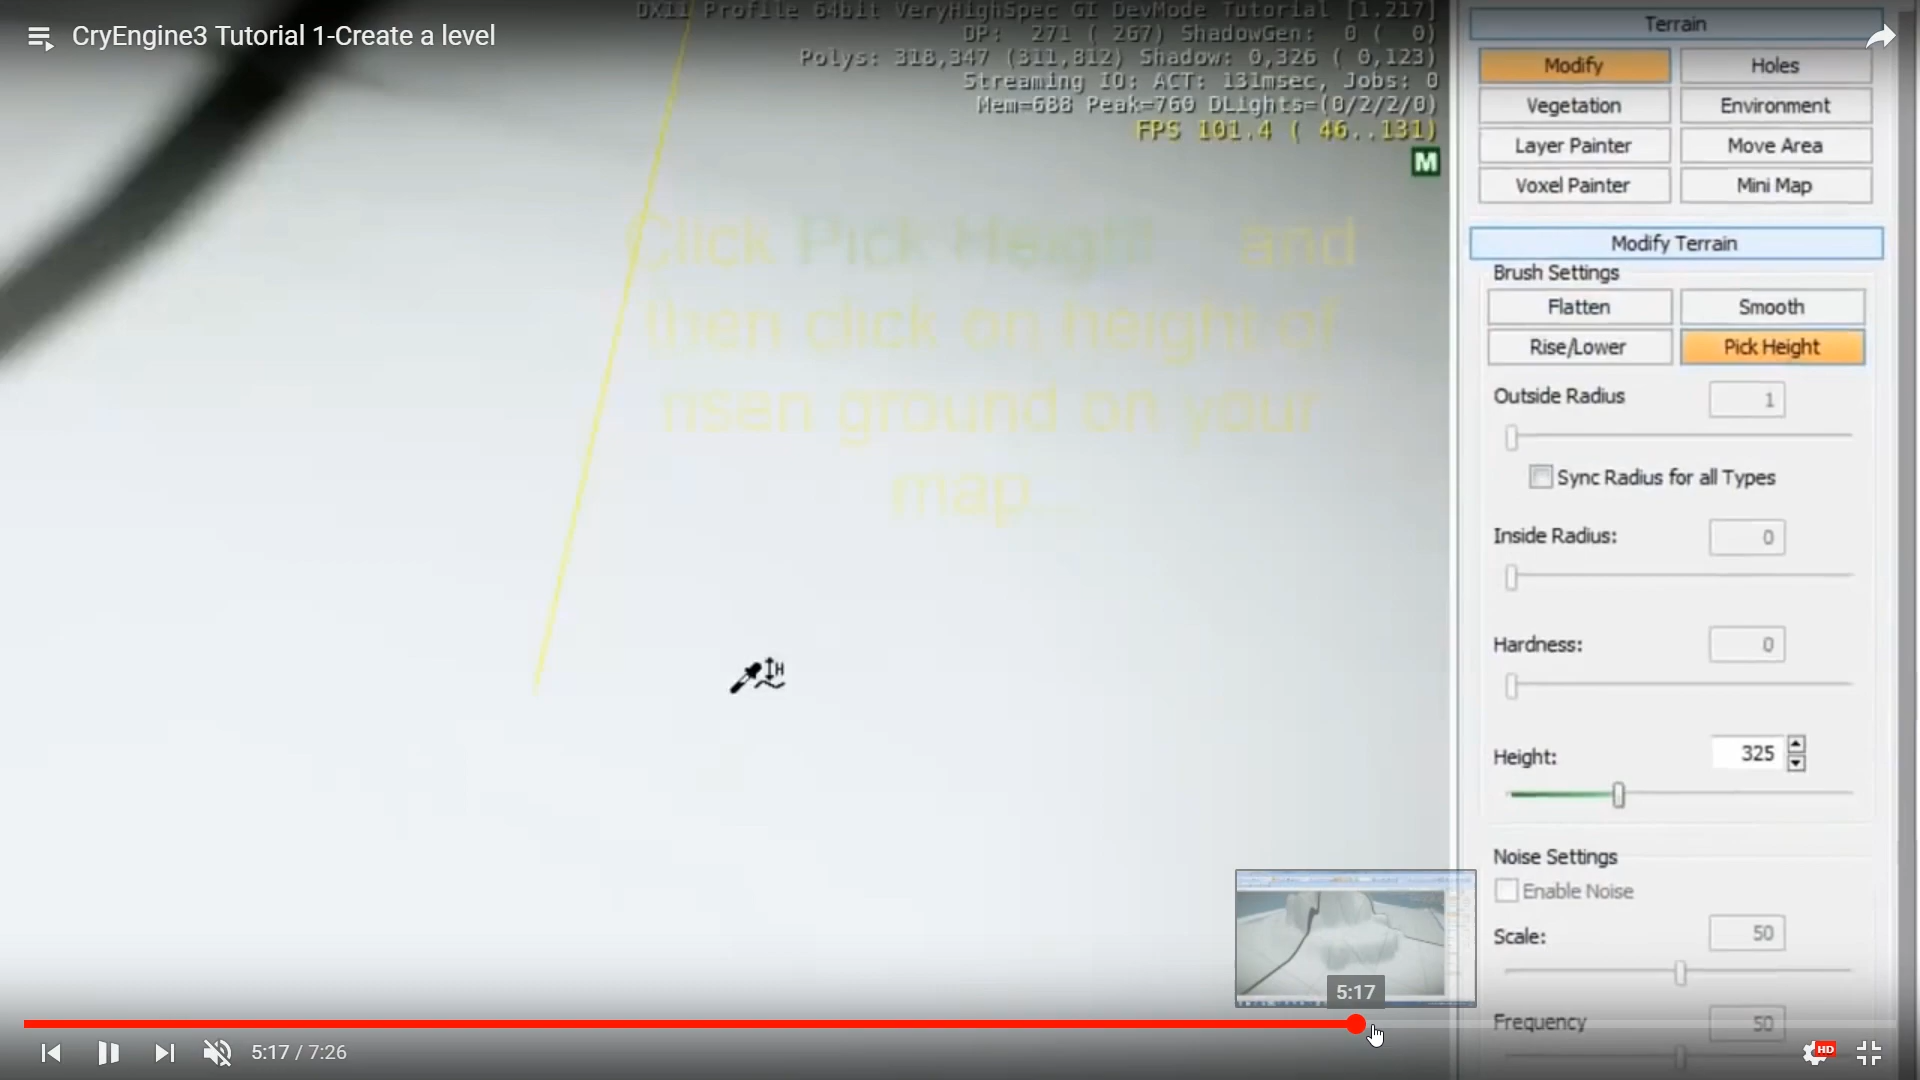 DX11 Profile 64bit VeryHighSpec GI DevMode Tutorial [1.217]
CryEngine3 Tutorial 1-Create a level
DP: 271 ( 267) ShadowGen: 0 ( 0)
Polys: 318,347 (311,812) Shadow: 0,326 ( 0,123)
Streaming IO: ACT: 131msec, Jobs: 0
Mem=688 Peak=760 DLights=(0/2/2/0)
FPS 101.4 ( 46..131)
M
Click Pick Height and
then click on height of
risen ground on your
map...
Terrain
Modify
Holes
Vegetation
Environment
Layer Painter
Move Area
Voxel Painter
Mini Map
Modify Terrain
Brush Settings
Flatten
Smooth
Rise/Lower
Pick Height
Outside Radius
1
Sync Radius for all Types
Inside Radius:
0
Hardness:
0
Height:
325
Noise Settings
Enable Noise
Scale:
50
Frequency
50
H
5:17
5:17 / 7:26
HD